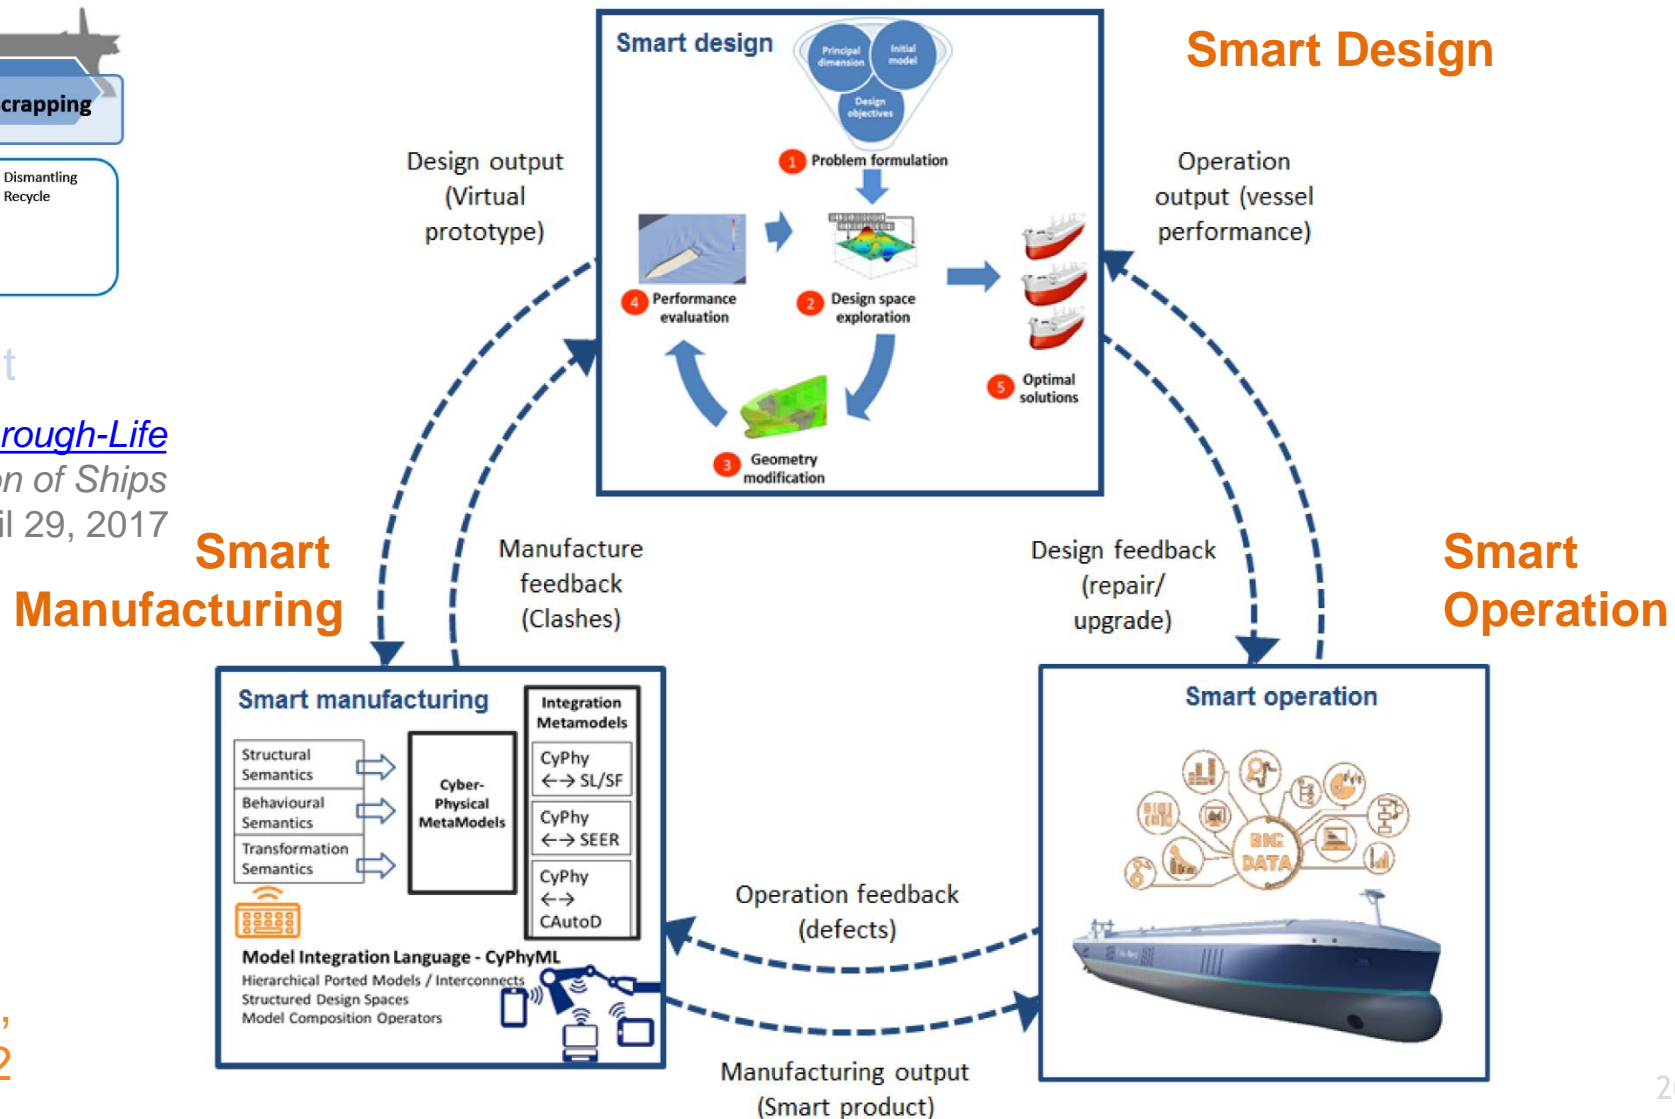 crapping
Dismantling
Recycle
t
rough-Life
on of Ships
il 29, 2017
Smart
Manufacturing
,
2
Design output
(Virtual
prototype)
Smart design
Principal
dimension
Initial
model
Design
objectives
1 Problem formulation
4 Performance
evaluation
2 Design space
exploration
3 Geometry
modification
5 Optimal
solutions
Smart Design
Operation
output (vessel
performance)
Manufacture
feedback
(Clashes)
Design feedback
(repair/
upgrade)
Smart
Operation
Smart manufacturing
Structural
Semantics
Behavioural
Semantics
Transformation
Semantics
Cyber-
Physical
MetaModels
Integration
Metamodels
CyPhy
←→ SL/SF
CyPhy
←→ SEER
CyPhy
←→
CAutoD
Model Integration Language - CyPhyML
Hierarchical Ported Models / Interconnects
Structured Design Spaces
Model Composition Operators
Operation feedback
(defects)
Manufacturing output
(Smart product)
Smart operation
BIG
DATA
2